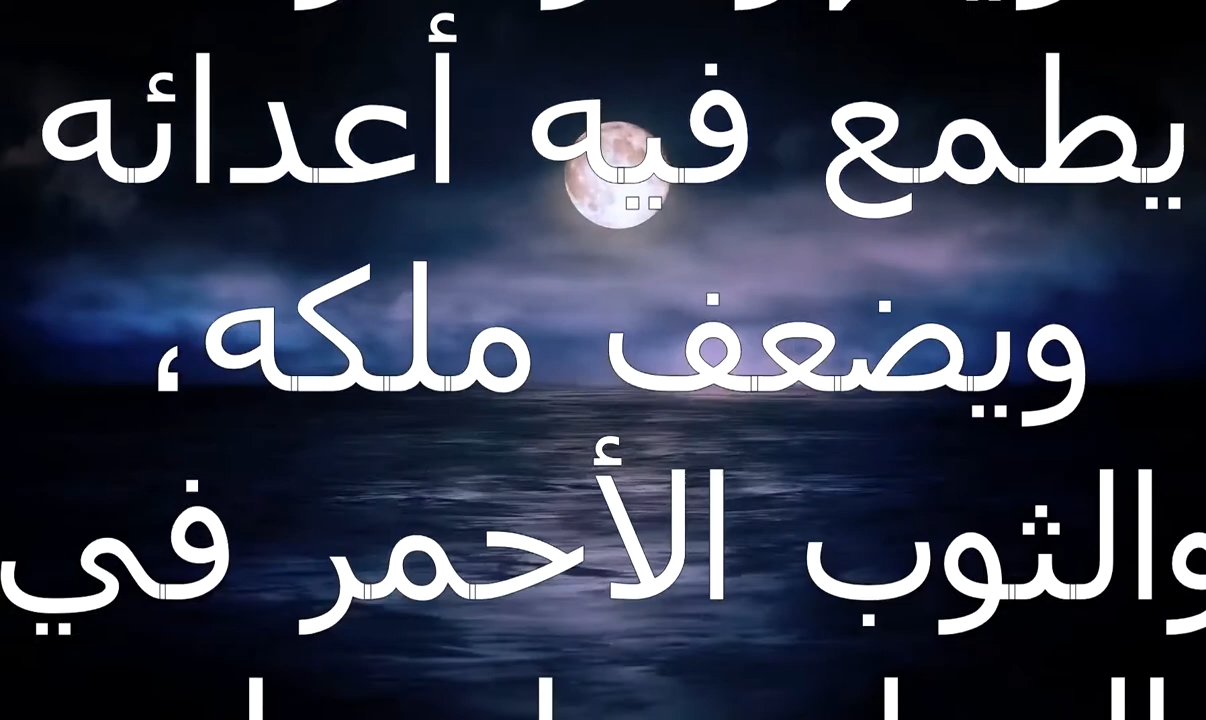 يطمع فيه أعدائه
ويضعف ملكه،
والثوب الأحمر في